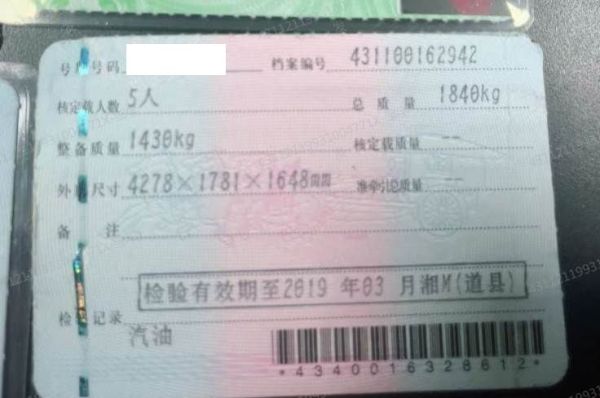 号牌号码 档案编号 431100162942
核定载人数 5人 总质量 1840kg
整备质量 1430kg 核定载质量 --
外廓尺寸 4278×1781×1648mm 准牵引总质量 --
备注
检验有效期至2019年03月湘M(道县)
检验记录
汽油
*4340016328612*